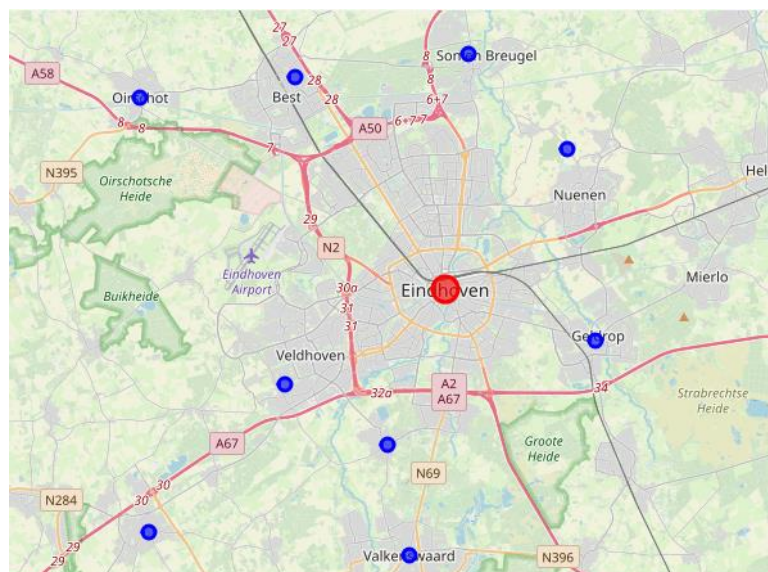 27
27
Son en Breugel
A58
8
28
8
Oirschot
Best
28
6+7
8
8
A50
6+7 7
7
N395
Oirschotsche
Heide
Hel
Nuenen
29
N2
Eindhoven
Airport
Mierlo
30a
Eindhoven
Buikheide
31
31
Geldrop
Veldhoven
A2
A67
32a
34
Strabrechtse
Heide
A67
Groote
Heide
N69
30
30
N284
29
29
Valkenswaard
N396